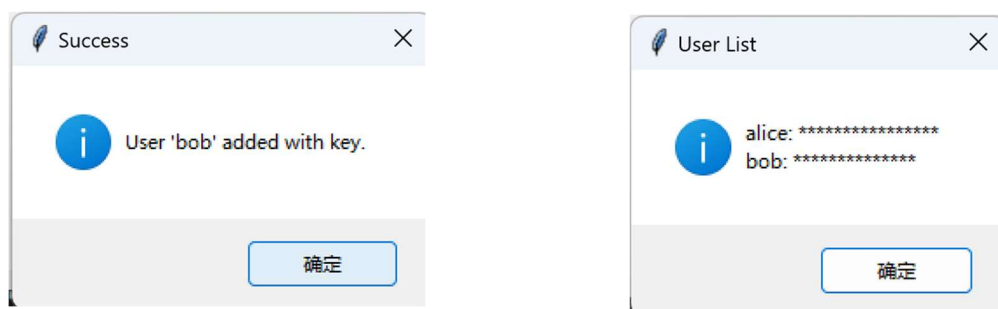 Success
User 'bob' added with key.
确定
User List
alice: ****************
bob: **************
确定